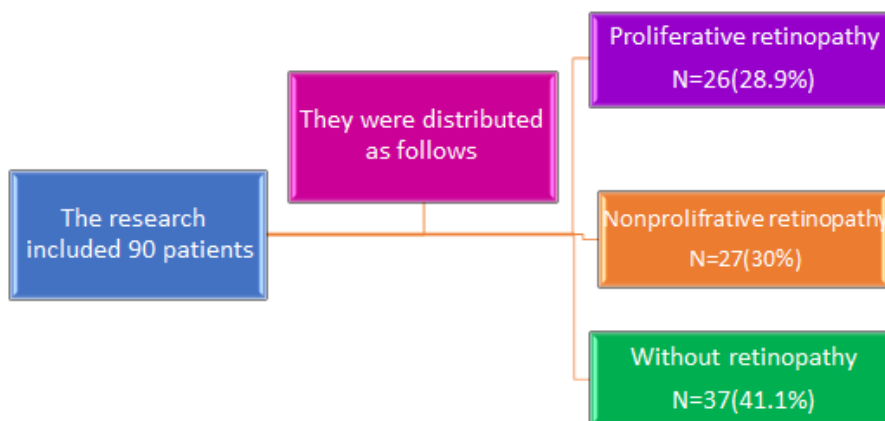 The research
included 90 patients
They were distributed
as follows
Proliferative retinopathy
N=26(28.9%)
Nonprolifrative retinopathy
N=27(30%)
Without retinopathy
N=37(41.1%)